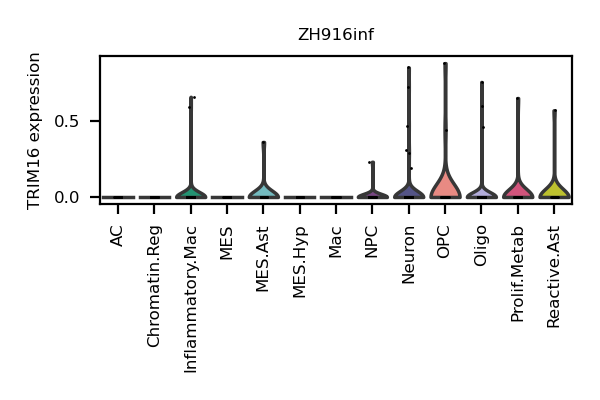 ZH916inf
TRIM16 expression
0.5
0.0
AC
Chromatin.Reg
Inflammatory.Mac
MES
MES.Ast
MES.Hyp
Mac
NPC
Neuron
OPC
Oligo
Prolif.Metab
Reactive.Ast